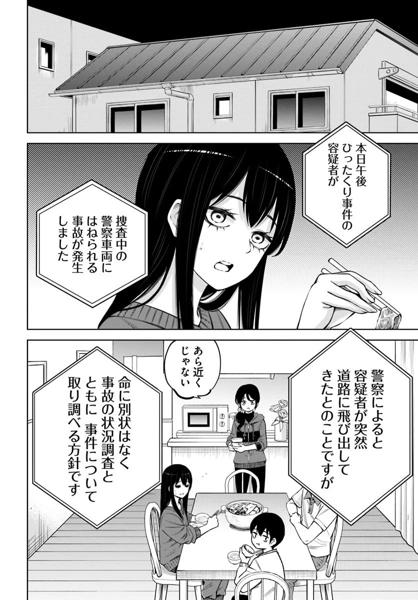 本日午後
ひったくり事件の
容疑者が
捜査中の
警察車両に
はねられる
事故が発生
しました
あら近く
じゃない
警察によると
容疑者が突然
道路に飛び出して
きたとのことですが
命に別状はなく
事故の状況調査と
ともに 事件について
取り調べる方針です